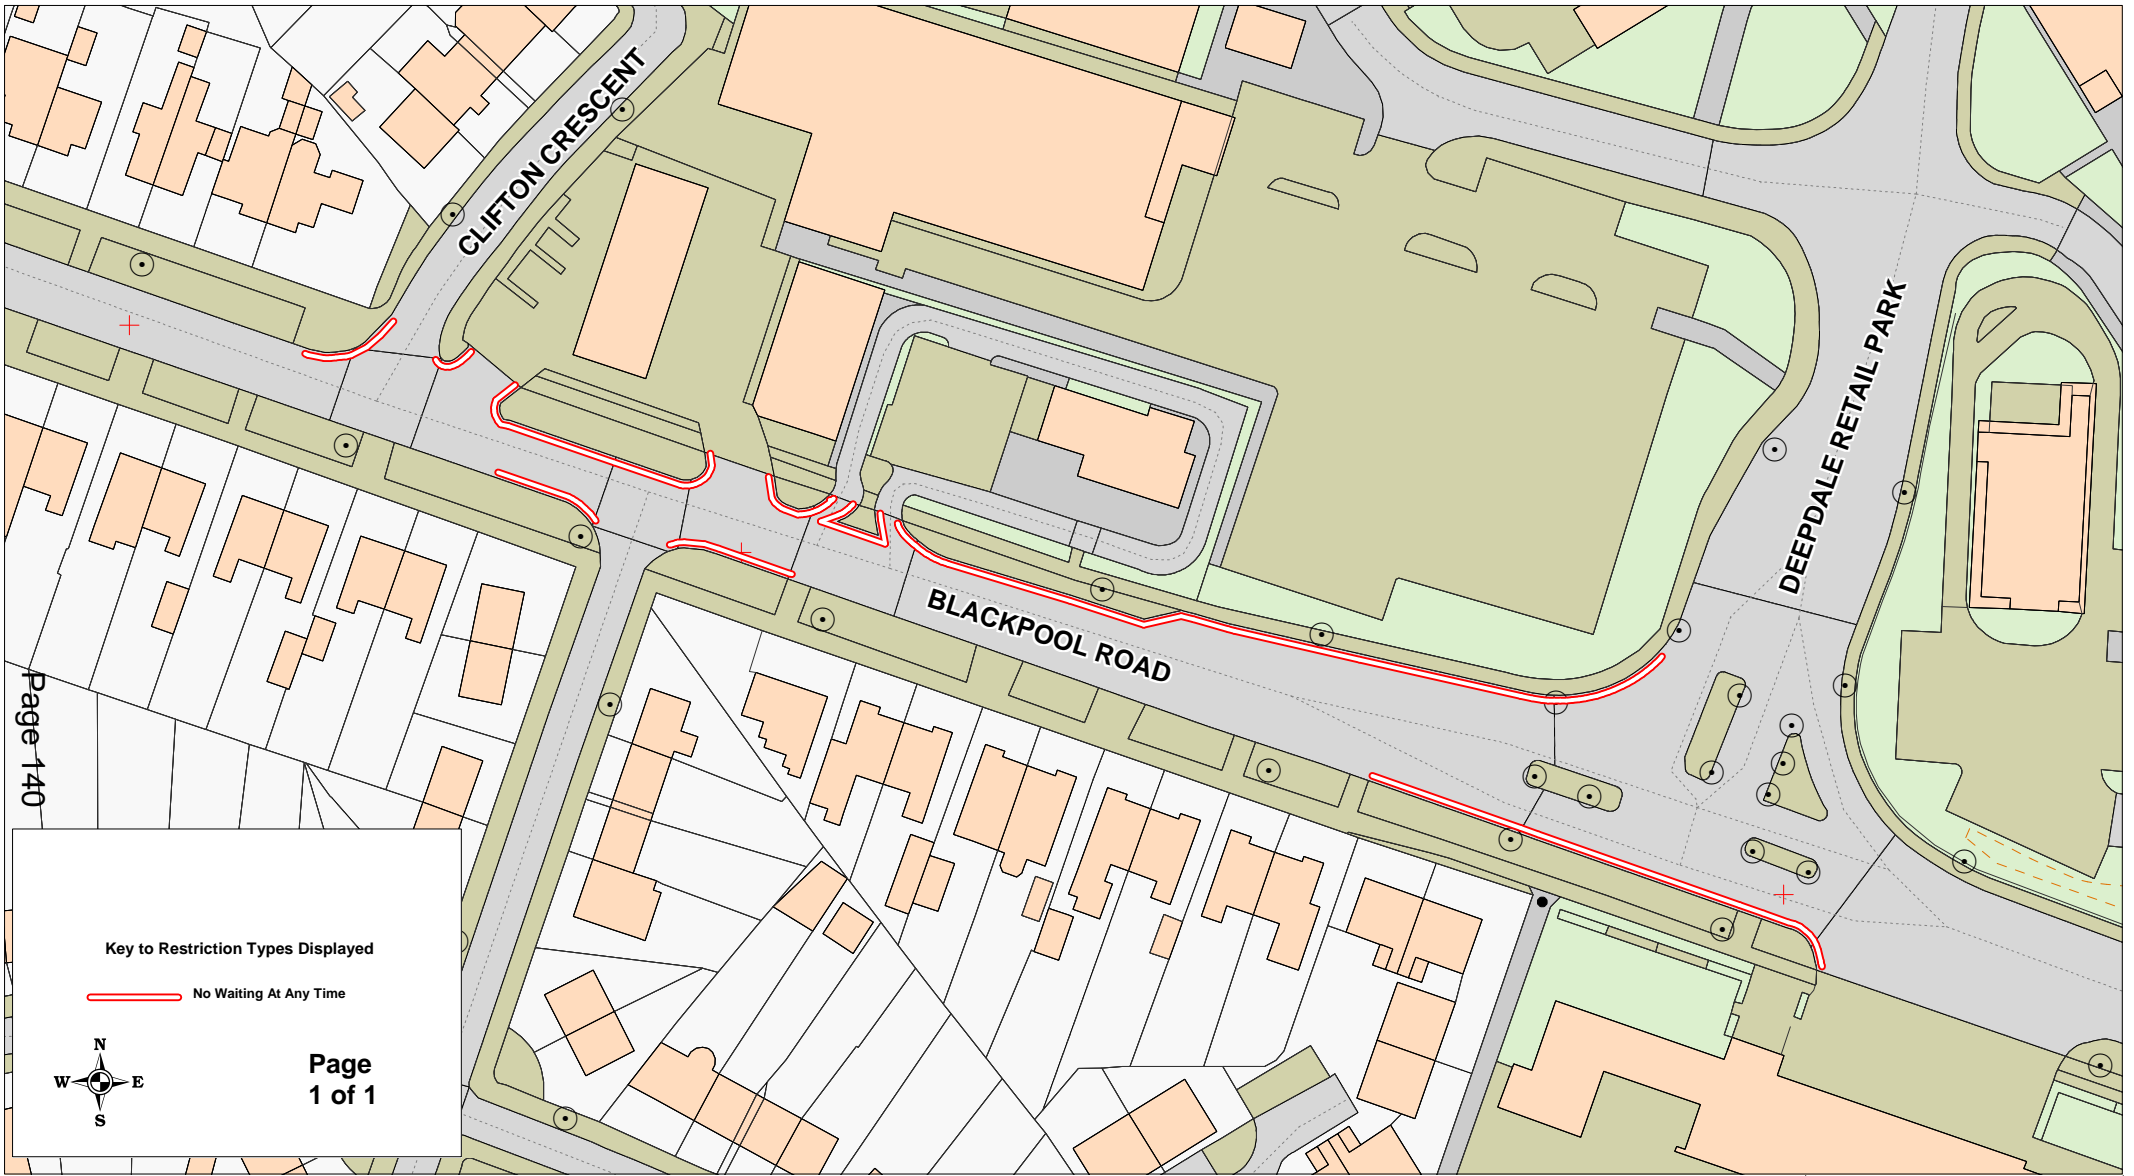 CLIFTON CRESCENT
DEEPDALE RETAIL PARK
BLACKPOOL ROAD
Page 140
Key to Restriction Types Displayed
No Waiting At Any Time
N
W E
S
Page
1 of 1